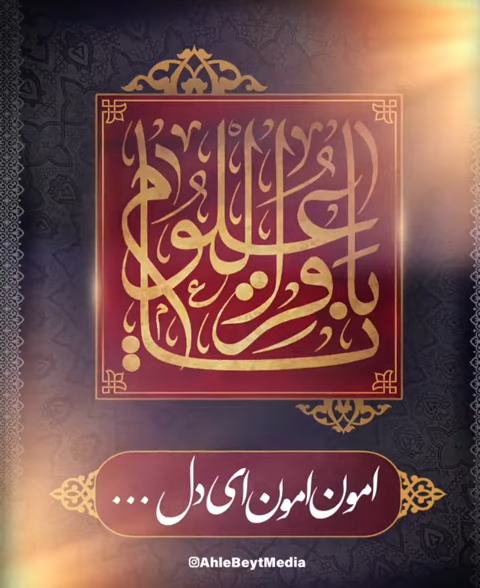 یا باقر العلوم
امون امون ای دل ...
@AhleBeytMedia